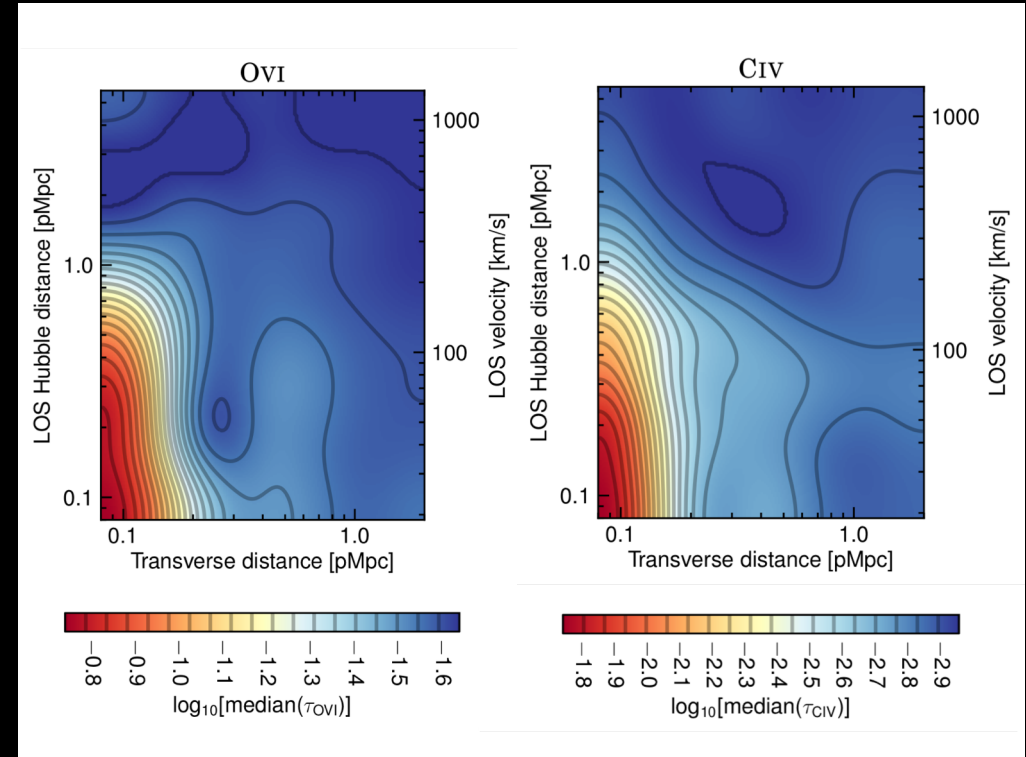 OVI
LOS Hubble distance [pMpc]
1.0
0.1
1000
100
LOS velocity [km/s]
0.1 1.0
Transverse distance [pMpc]
−0.8 −0.9 −1.0 −1.1 −1.2 −1.3 −1.4 −1.5 −1.6
log10[median(τOVI)]
CIV
LOS Hubble distance [pMpc]
1.0
0.1
1000
100
LOS velocity [km/s]
0.1 1.0
Transverse distance [pMpc]
−1.8 −1.9 −2.0 −2.1 −2.2 −2.3 −2.4 −2.5 −2.6 −2.7 −2.8 −2.9
log10[median(τCIV)]